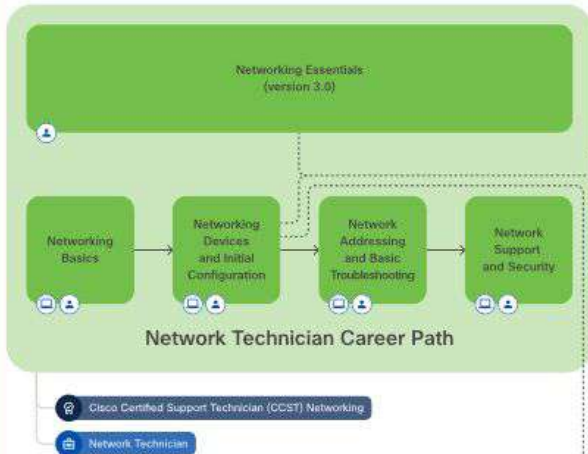 Networking Essentials
(version 3.0)
Networking
Basics
Networking
Devices
and Initial
Configuration
Network
Addressing
and Basic
Troubleshooting
Network
Support
and Security
Network Technician Career Path
Cisco Certified Support Technician (CCST) Networking
Network Technician